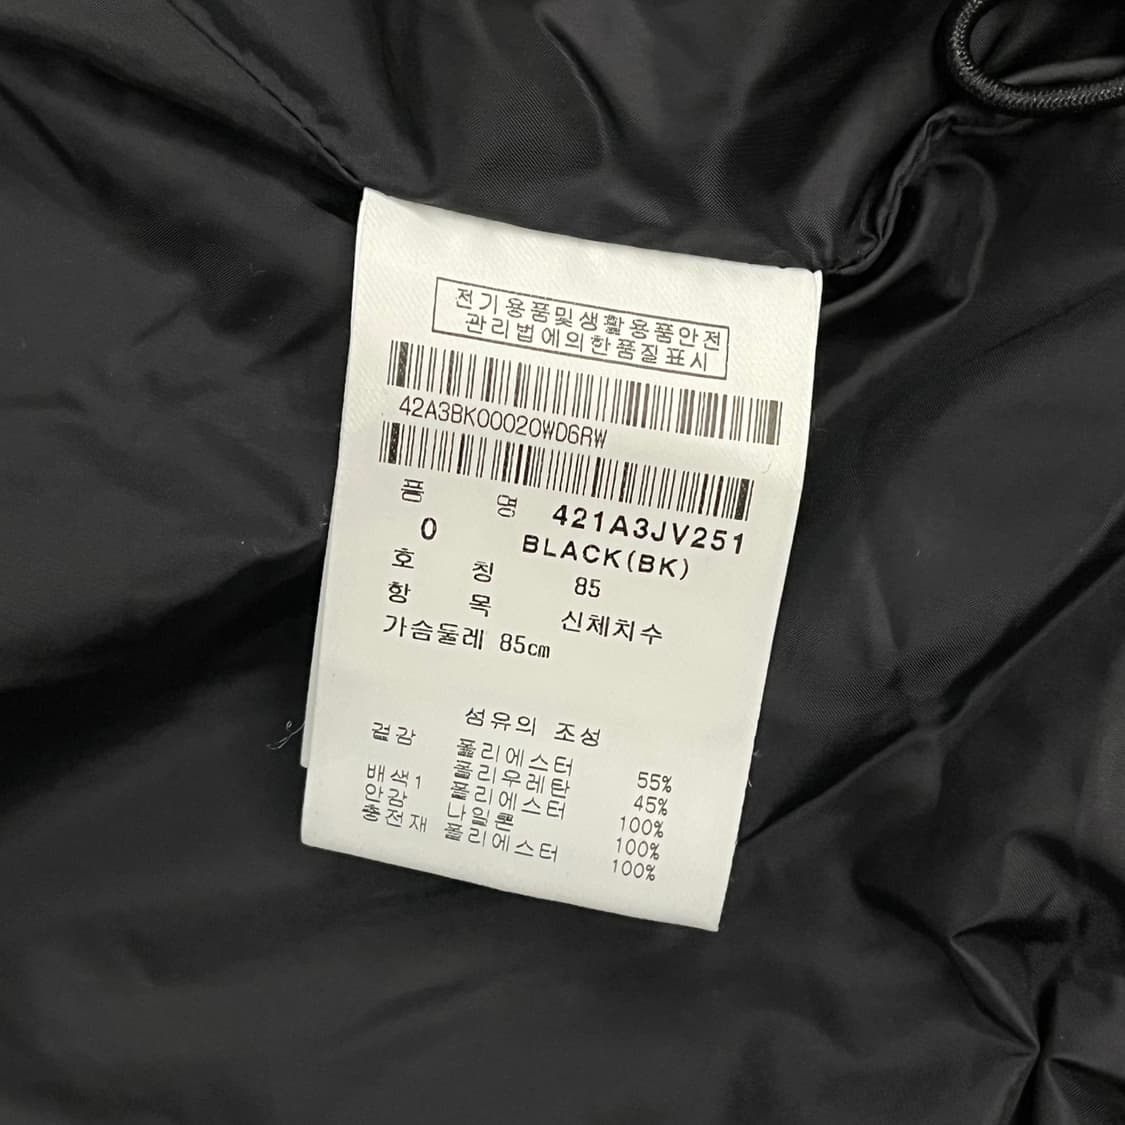 전기용품및생활용품안전
관리법에의한품질표시
42A3BK00020WD6RW
품 명 421A3JV251
0 BLACK(BK)
호 칭 85
항 목 신체치수
가슴둘레 85cm
섬유의 조성
겉감 폴리에스터 55%
폴리우레탄 45%
배색1 폴리에스터 100%
안감 나일론 100%
충전재 폴리에스터 100%